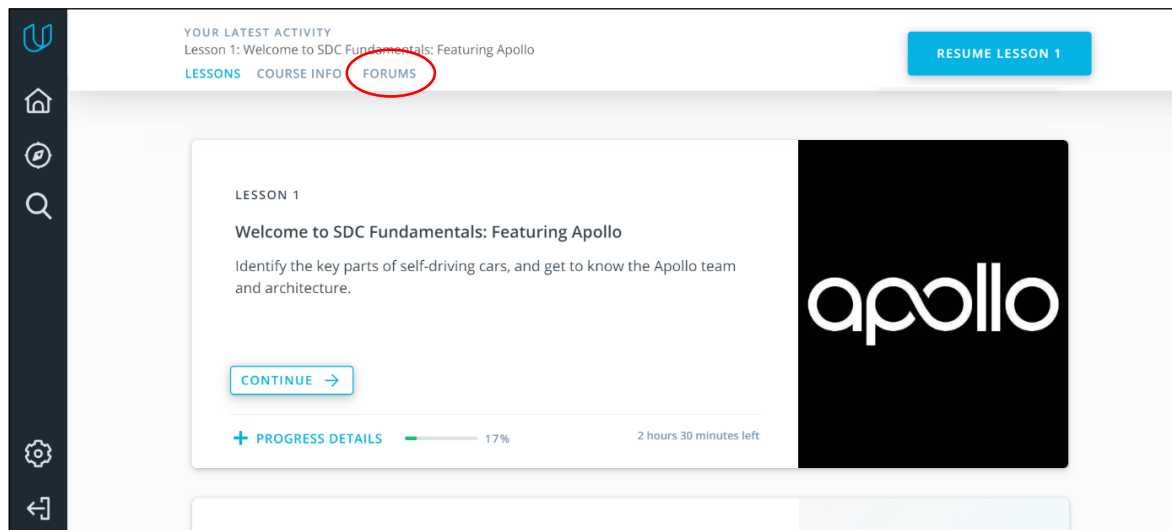 YOUR LATEST ACTIVITY
Lesson 1: Welcome to SDC Fundamentals: Featuring Apollo
LESSONS COURSE INFO FORUMS
RESUME LESSON 1
LESSON 1
Welcome to SDC Fundamentals: Featuring Apollo
Identify the key parts of self-driving cars, and get to know the Apollo team
and architecture.
apollo
CONTINUE →
+ PROGRESS DETAILS 17% 2 hours 30 minutes left